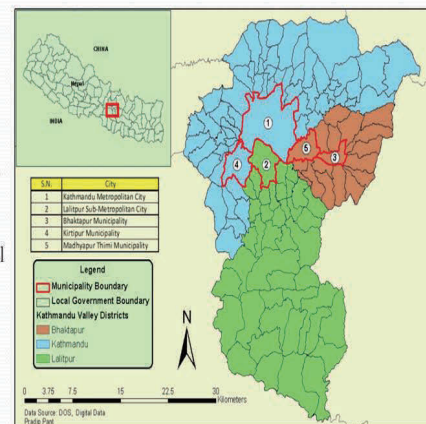 CHINA
Nepal
INDIA
S.N. City
1 Kathmandu Metropolitan City
2 Lalitpur Sub-Metropolitan City
3 Bhaktapur Municipality
4 Kirtipur Municipality
5 Madhyapur Thimi Municipality
Legend
Municipality Boundary
Local Government Boundary
Kathmandu Valley Districts
Bhaktapur
Kathmandu
Lalitpur
N
0 3.75 7.5 15 22.5 30
Kilometers
Data Source: DOS, Digital Data
Pradip Pant
1
5
3
4
2